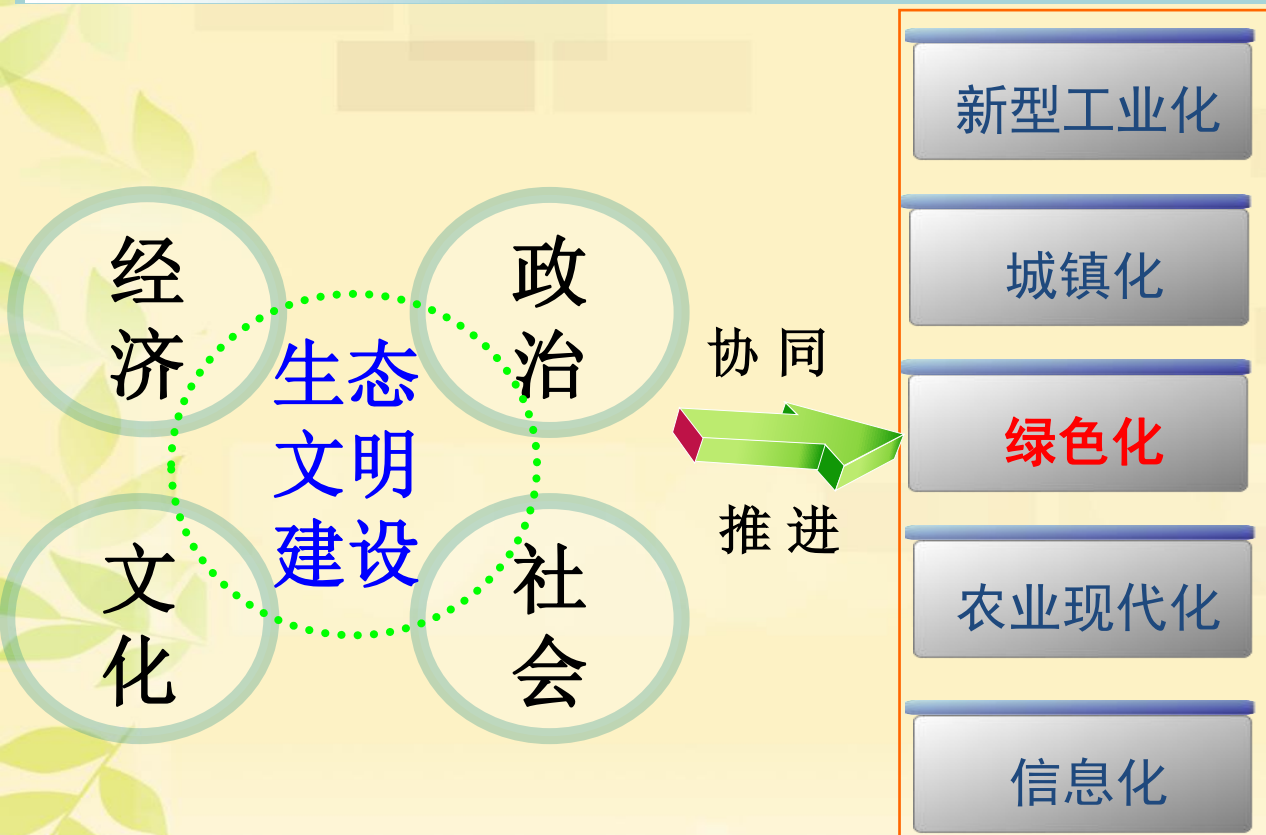 经济
政治
生态
文明
建设
文化
社会
协 同
推 进
新型工业化
城镇化
绿色化
农业现代化
信息化